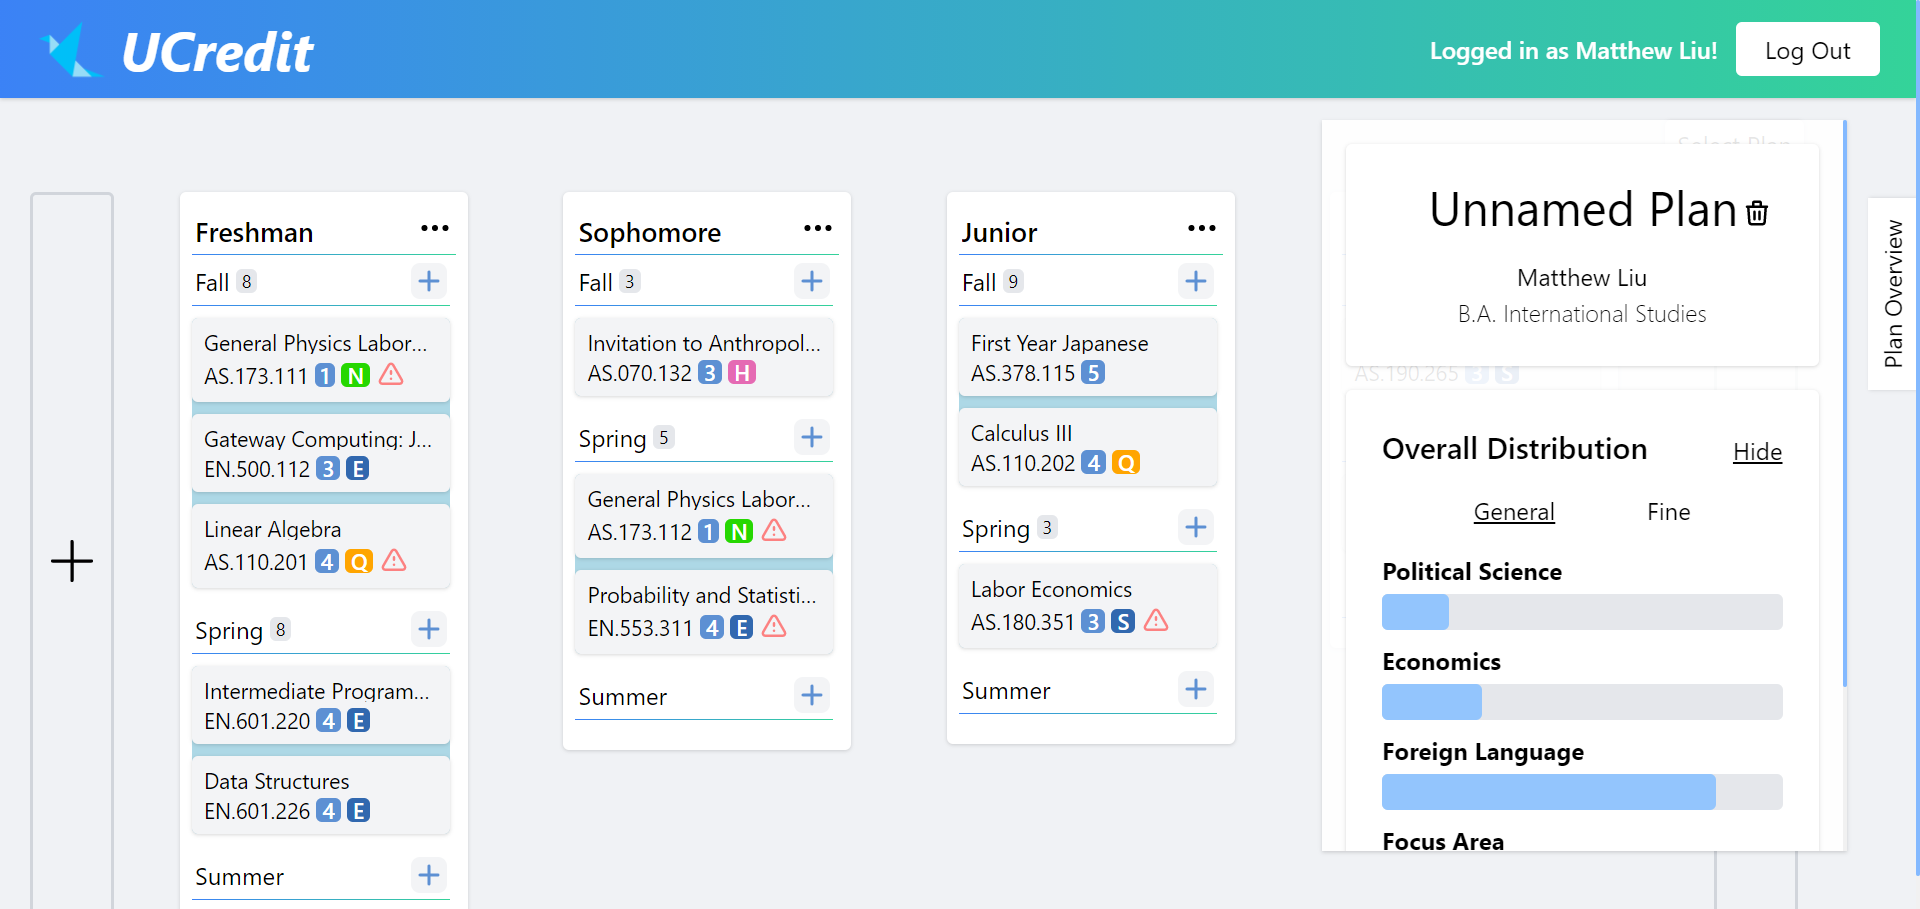 UCredit
Logged in as Matthew Liu!
Log Out
Freshman
Fall 8
General Physics Labor...
AS.173.111 1 N
Gateway Computing: J...
EN.500.112 3 E
Linear Algebra
AS.110.201 4 Q
Spring 8
Intermediate Program...
EN.601.220 4 E
Data Structures
EN.601.226 4 E
Summer
Sophomore
Fall 3
Invitation to Anthropol...
AS.070.132 3 H
Spring 5
General Physics Labor...
AS.173.112 1 N
Probability and Statisti...
EN.553.311 4 E
Summer
Junior
Fall 9
First Year Japanese
AS.378.115 5
Calculus III
AS.110.202 4 Q
Spring 3
Labor Economics
AS.180.351 3 S
Summer
Select Plan
Unnamed Plan
Matthew Liu
B.A. International Studies
AS.190.265 3 S
Overall Distribution
Hide
General
Fine
Political Science
Economics
Foreign Language
Focus Area
Plan Overview